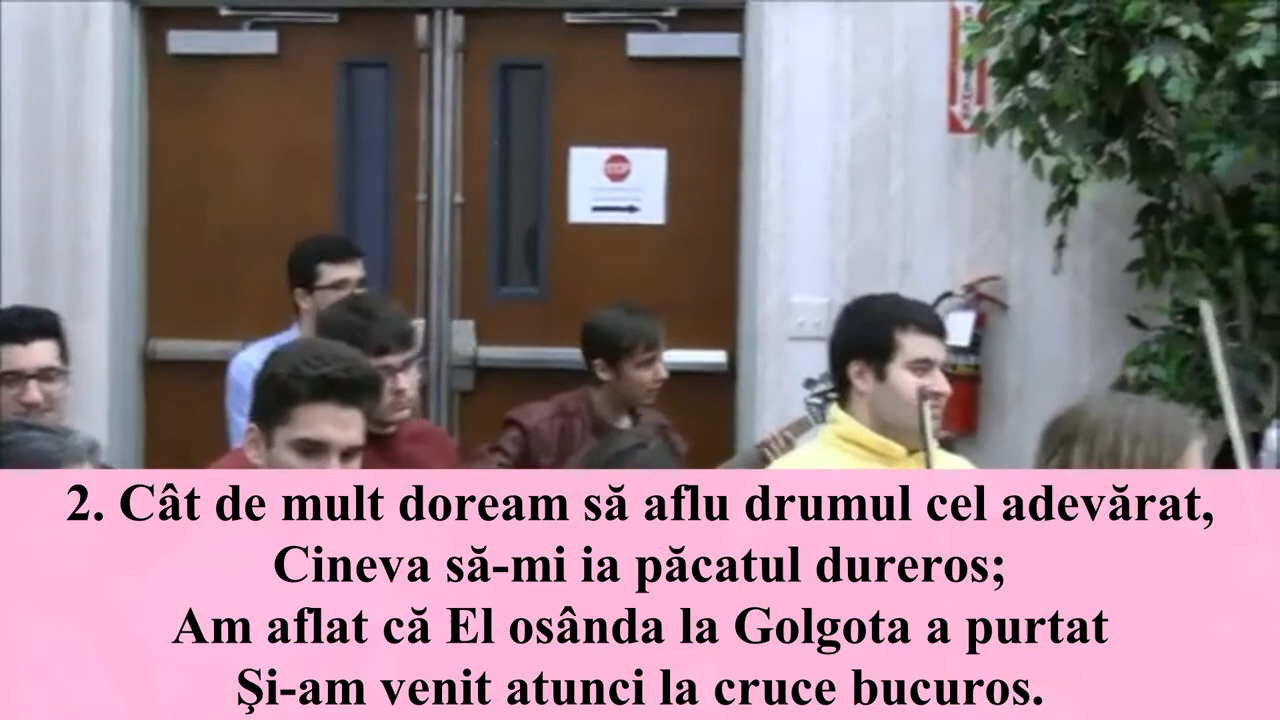 STOP
2. Cât de mult doream să aflu drumul cel adevărat,
Cineva să-mi ia păcatul dureros;
Am aflat că El osânda la Golgota a purtat
Şi-am venit atunci la cruce bucuros.